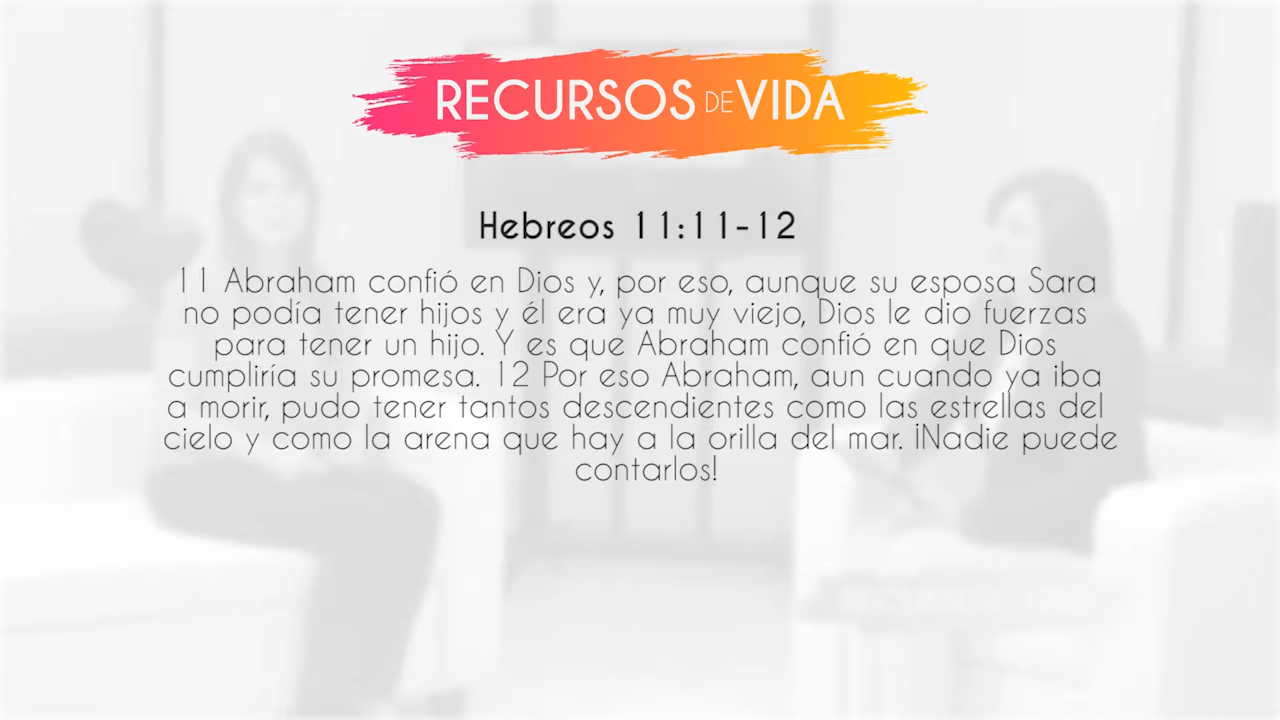 RECURSOS DE VIDA
Hebreos 11:11-12
11 Abraham confió en Dios y, por eso, aunque su esposa Sara
no podía tener hijos y él era ya muy viejo, Dios le dio fuerzas
para tener un hijo. Y es que Abraham confió en que Dios
cumpliría su promesa. 12 Por eso Abraham, aun cuando ya iba
a morir, pudo tener tantos descendientes como las estrellas del
cielo y como la arena que hay a la orilla del mar. ¡Nadie puede
contarlos!